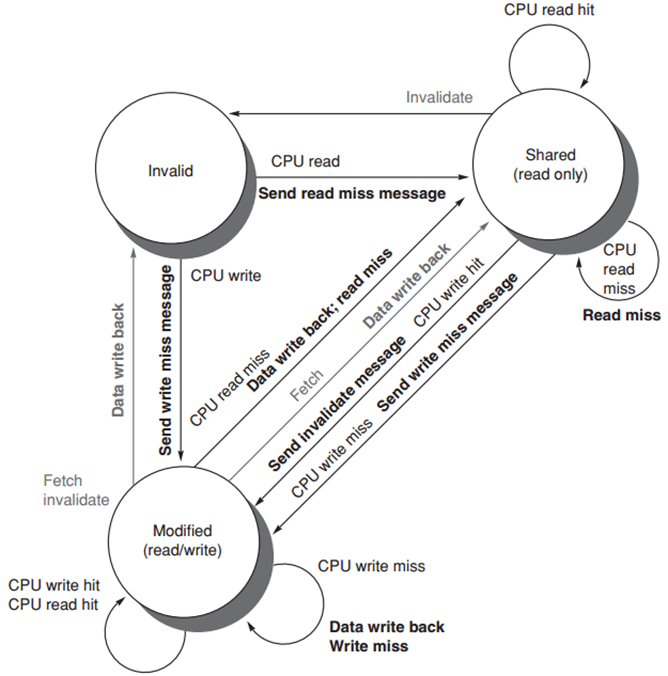 CPU read hit
Invalidate
Invalid
Shared
(read only)
CPU read
Send read miss message
CPU
read
miss
Read miss
CPU write
Send write miss message
Data write back
CPU read miss
Data write back; read miss
Fetch
Data write back
Send invalidate message
CPU write hit
CPU write miss
Send write miss message
Fetch
invalidate
Modified
(read/write)
CPU write hit
CPU read hit
CPU write miss
Data write back
Write miss